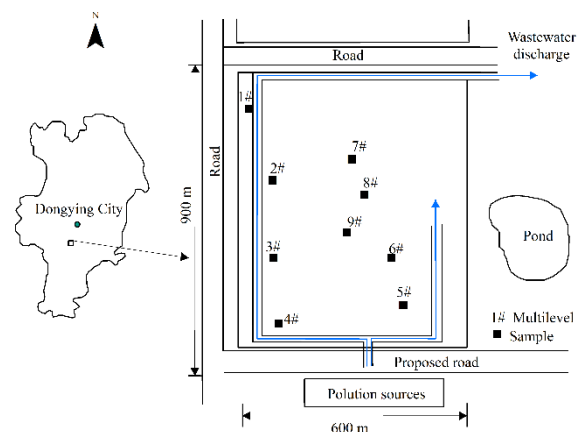 N
Wastewater
discharge
Road
1#
7#
Road
2#
8#
Dongying City
900 m
9#
3#
6#
Pond
5#
1# Multilevel
4#
Sample
Proposed road
Polution sources
600 m